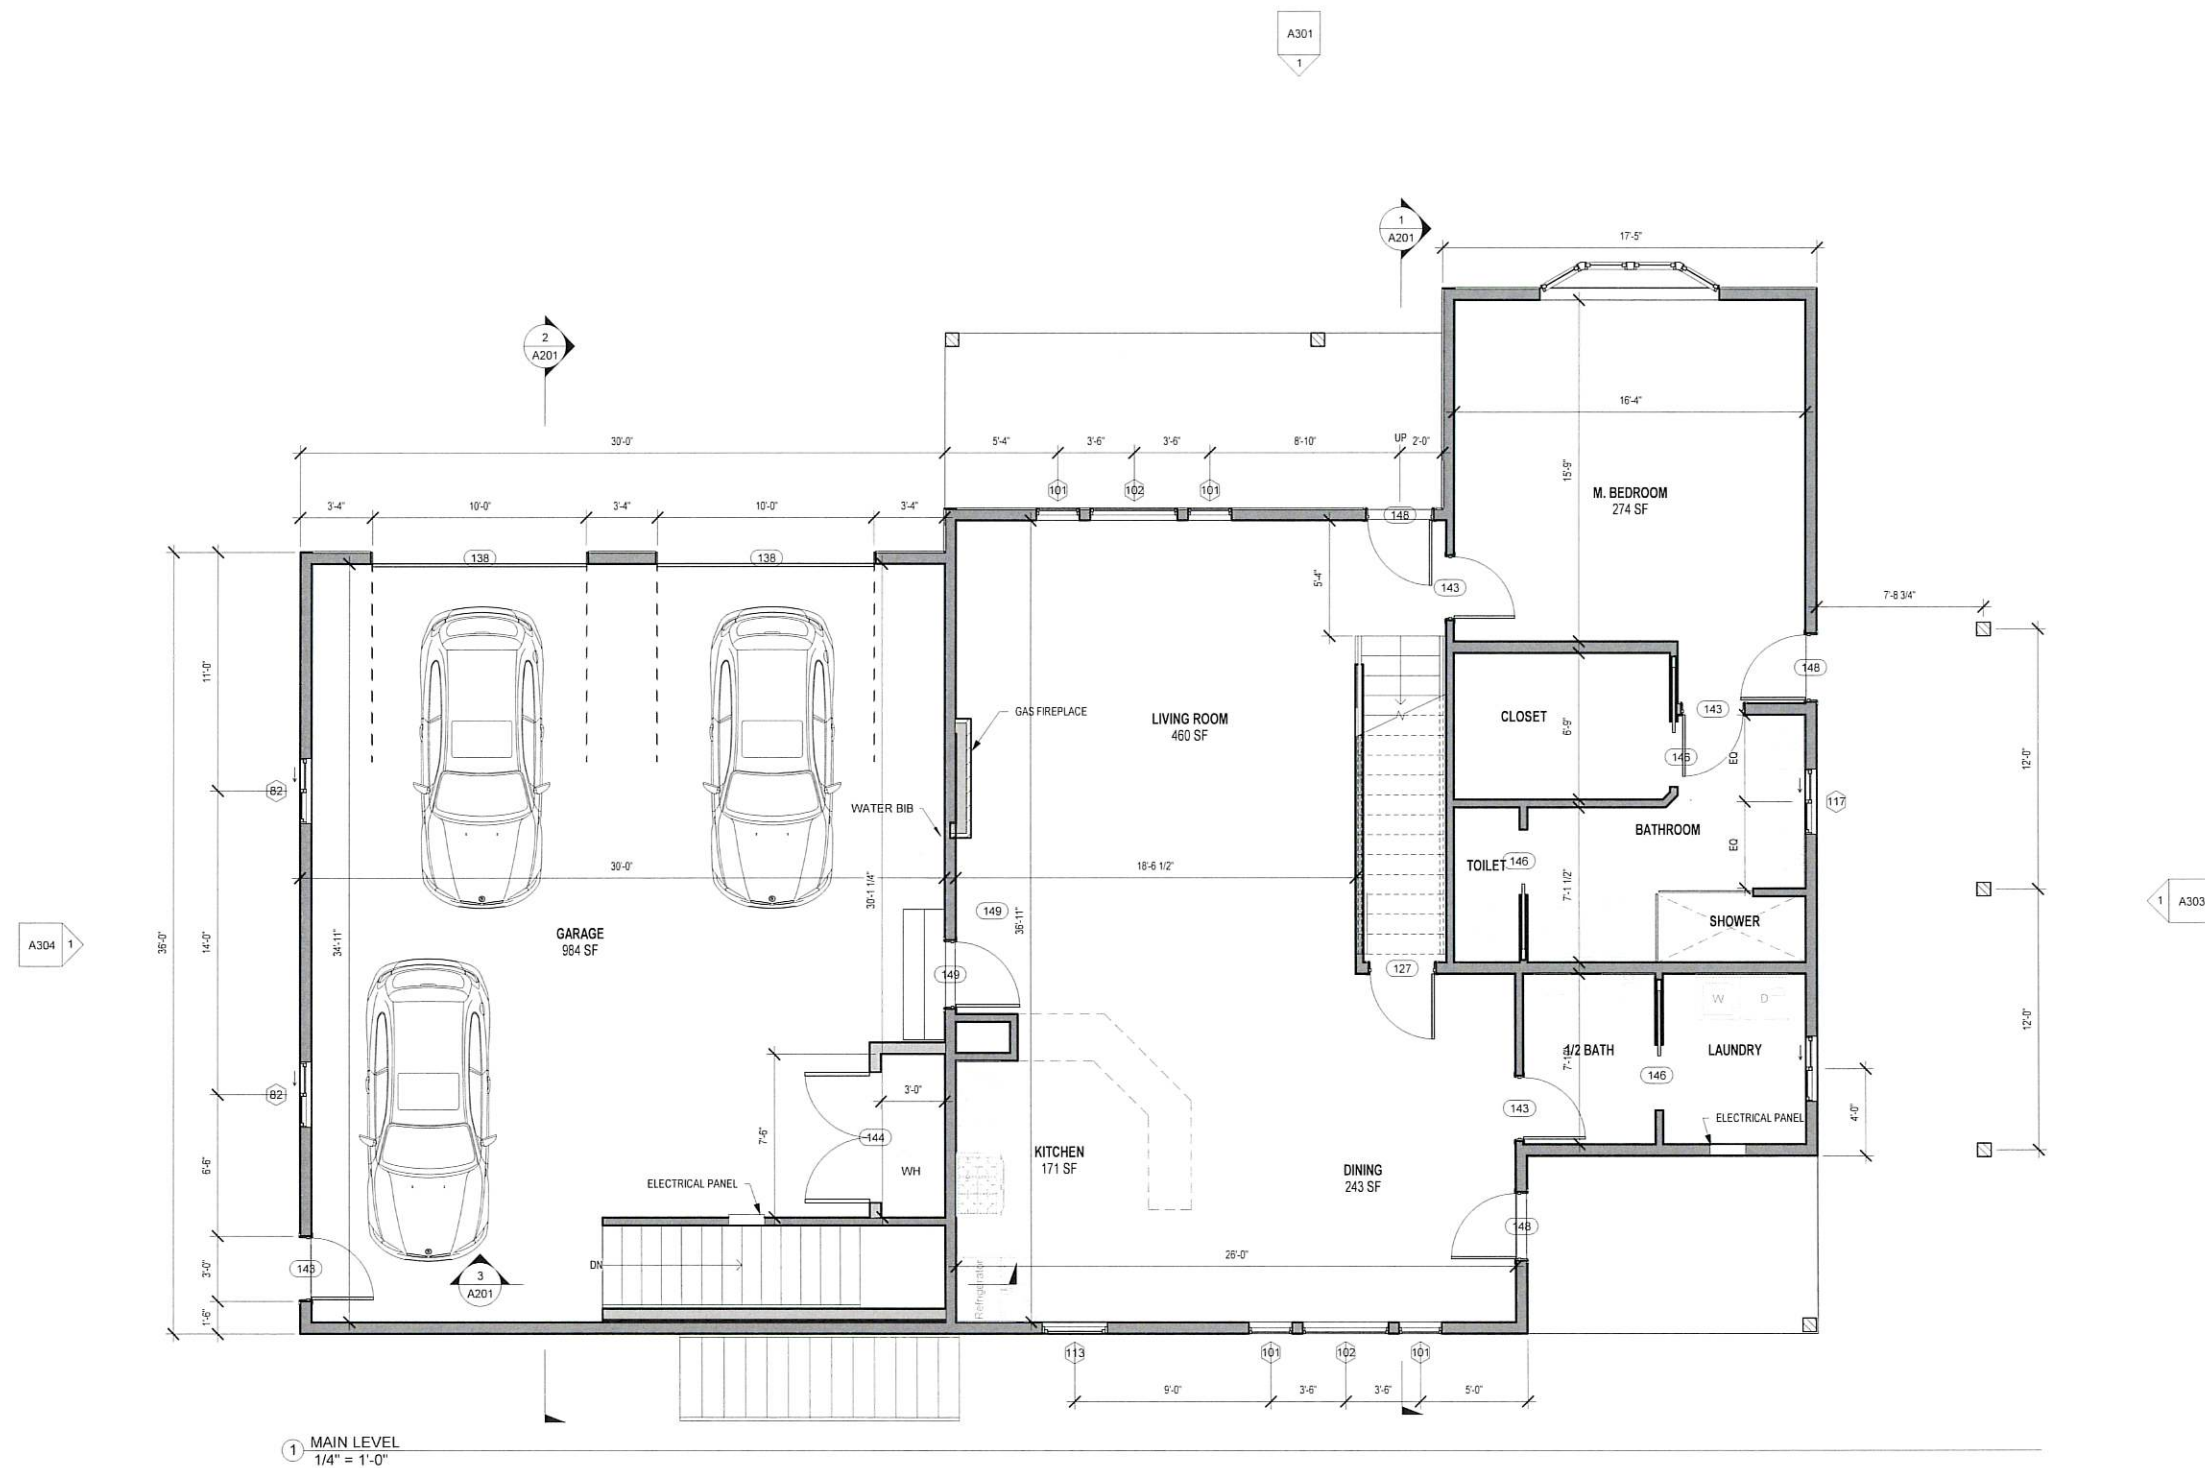 A301
1
1
A201
17'-5"
2
A201
16'-4"
30'-0"
5'-4"
3'-6"
3'-6"
8'-10"
UP
2'-0"
15'-9"
M. BEDROOM
274 SF
101
102
101
3'-4"
10'-0"
3'-4"
10'-0"
3'-4"
148
138
138
5'-4"
143
7'-8 3/4"
148
11'-0"
GAS FIREPLACE
LIVING ROOM
460 SF
CLOSET
6'-9"
143
146
EQ
12'-0"
82
WATER BIB
117
BATHROOM
EQ
30'-0"
30'-1 1/4"
18'-6 1/2"
TOILET
146
7'-1 1/2"
A304
1
36'-0"
14'-0"
34'-11"
GARAGE
984 SF
149
36'-11"
SHOWER
1
A303
149
127
W
D
12'-0"
82
3'-0"
1/2 BATH
7'-10"
LAUNDRY
146
143
4'-0"
ELECTRICAL PANEL
7'-6"
144
WH
KITCHEN
171 SF
DINING
243 SF
6'-6"
ELECTRICAL PANEL
148
3'-0"
143
DN
26'-0"
3
A201
Refrigerator
1'-6"
113
101
102
101
9'-0"
3'-6"
3'-6"
5'-0"
1
MAIN LEVEL
1/4" = 1'-0"